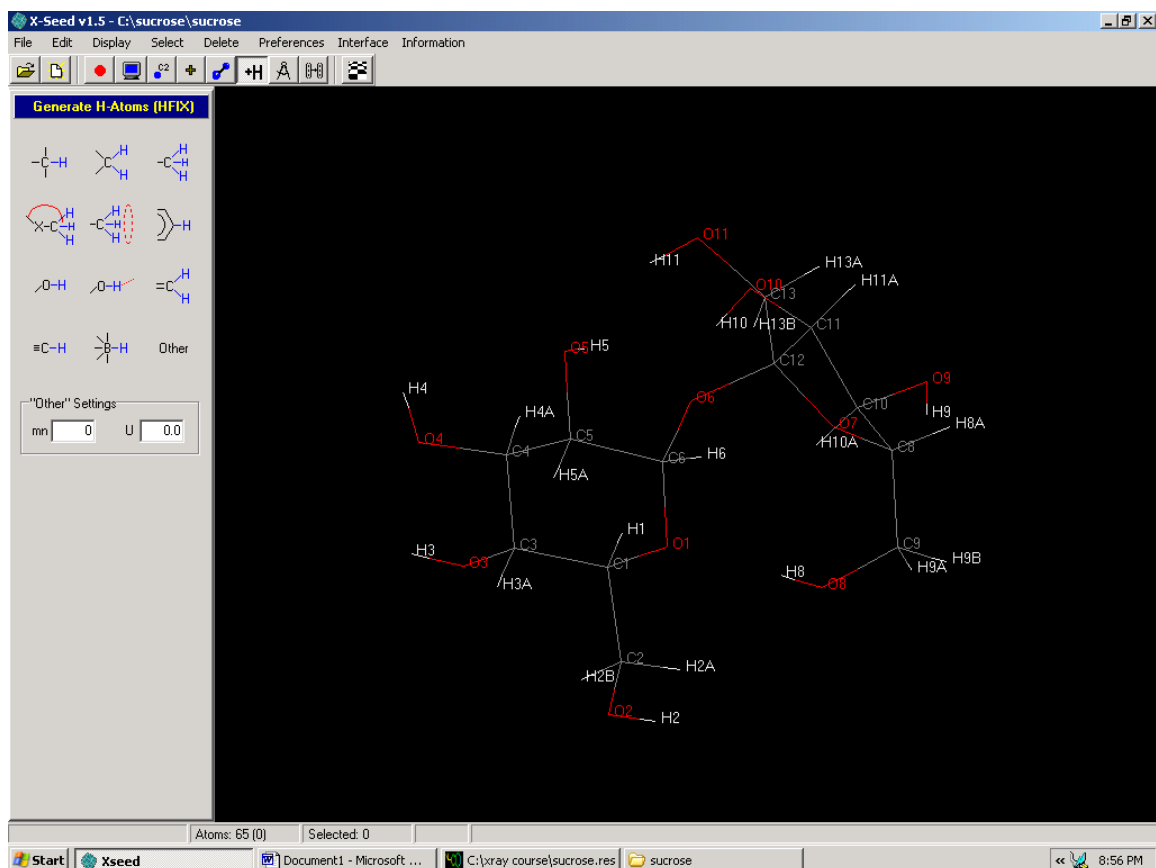 X-Seed v1.5 - C:\sucrose\sucrose
File Edit Display Select Delete Preferences Interface Information
C2 +H Å H-H
Generate H-Atoms (HFIX)
-C-H C H H -C H H H
X-C H H H -C H H H -H
O-H O-H =C H H
≡C-H B-H Other
"Other" Settings
mn 0 U 0.0
O11
H11
H13A
O10
C13
H11A
H10
H13B
C11
H5
O5
C12
H4
O6
O9
H4A
C10
H9
O7
H8A
O4
C5
H10A
C8
C4
C6
H6
H5A
H1
H3
C3
O1
C9
O3
C1
H9B
H3A
H8
O8
H9A
C2
H2A
H2B
O2
H2
Atoms: 65 (0) Selected: 0
Start Xseed Document1 - Microsoft ... C:\xray course\sucrose.res sucrose « 8:56 PM